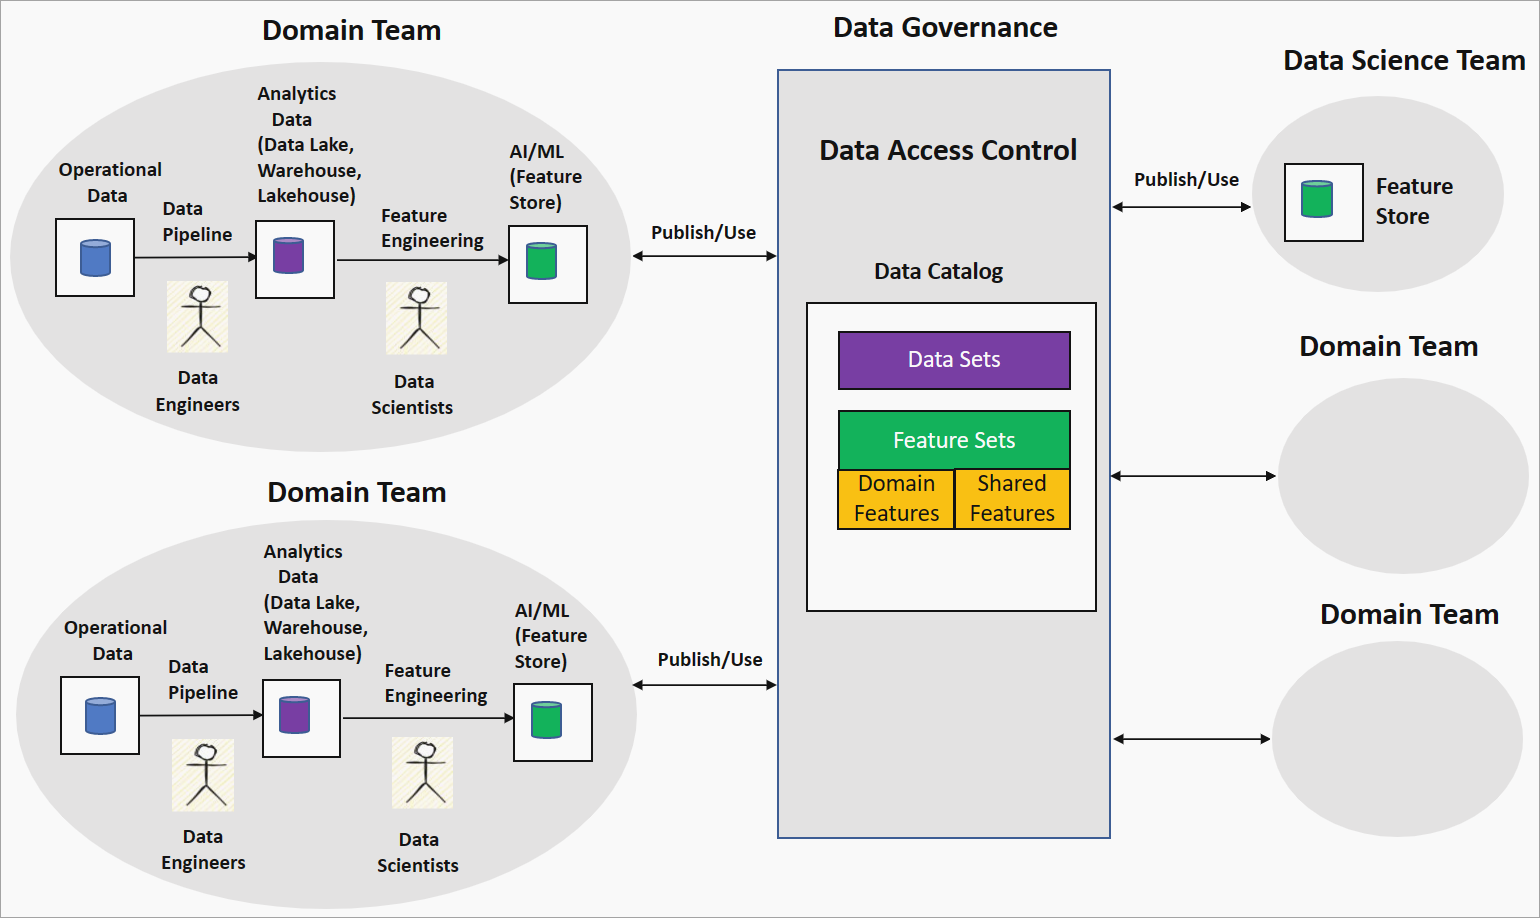 Domain Team
Analytics
Data
(Data Lake,
Warehouse,
Lakehouse)
Operational
Data
Data
Pipeline
Feature
Engineering
AI/ML
(Feature
Store)
Data
Engineers
Data
Scientists
Publish/Use
Domain Team
Analytics
Data
(Data Lake,
Warehouse,
Lakehouse)
Operational
Data
Data
Pipeline
Feature
Engineering
AI/ML
(Feature
Store)
Data
Engineers
Data
Scientists
Publish/Use
Data Governance
Data Access Control
Data Catalog
Data Sets
Feature Sets
Domain
Features
Shared
Features
Publish/Use
Data Science Team
Feature
Store
Domain Team
Domain Team